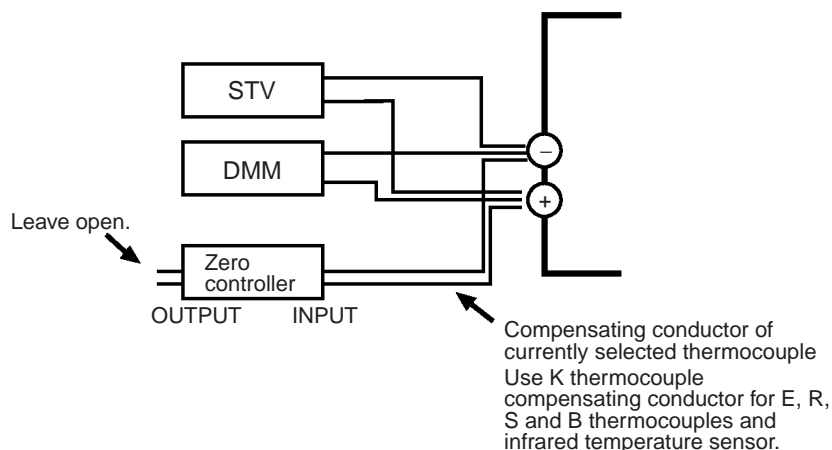 STV
−
DMM
+
Leave open.
Zero
controller
OUTPUT INPUT
Compensating conductor of
currently selected thermocouple
Use K thermocouple
compensating conductor for E, R,
S and B thermocouples and
infrared temperature sensor.